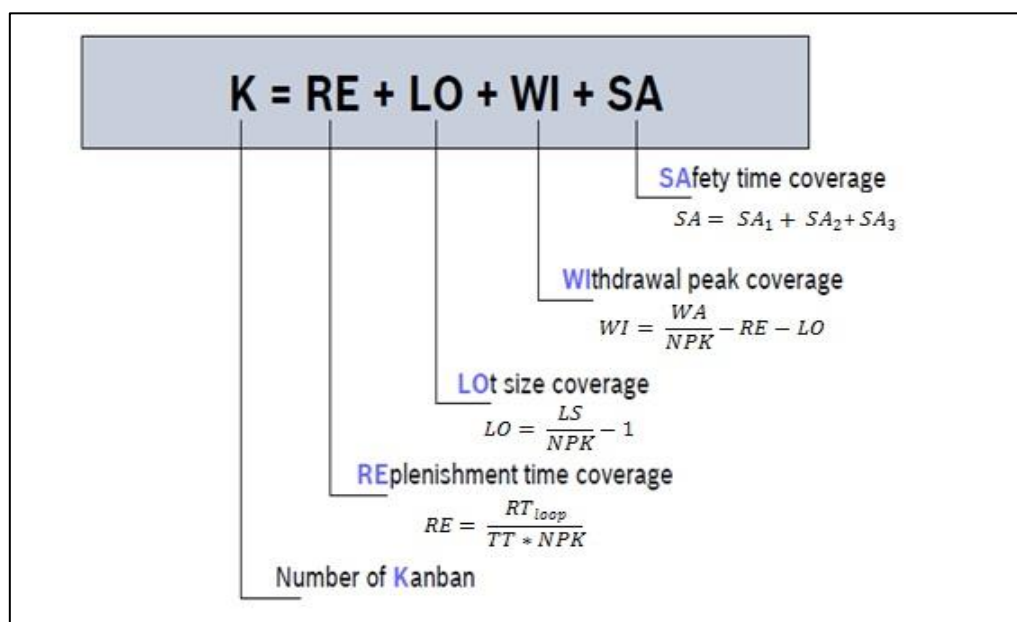 K = RE + LO + WI + SA
SAfety time coverage
SA = SA₁ + SA₂+SA₃
WIthdrawal peak coverage
WI = WA/NPK − RE − LO
LOt size coverage
LO = LS/NPK − 1
REplenishment time coverage
RE = RT_loop/TT * NPK
Number of Kanban